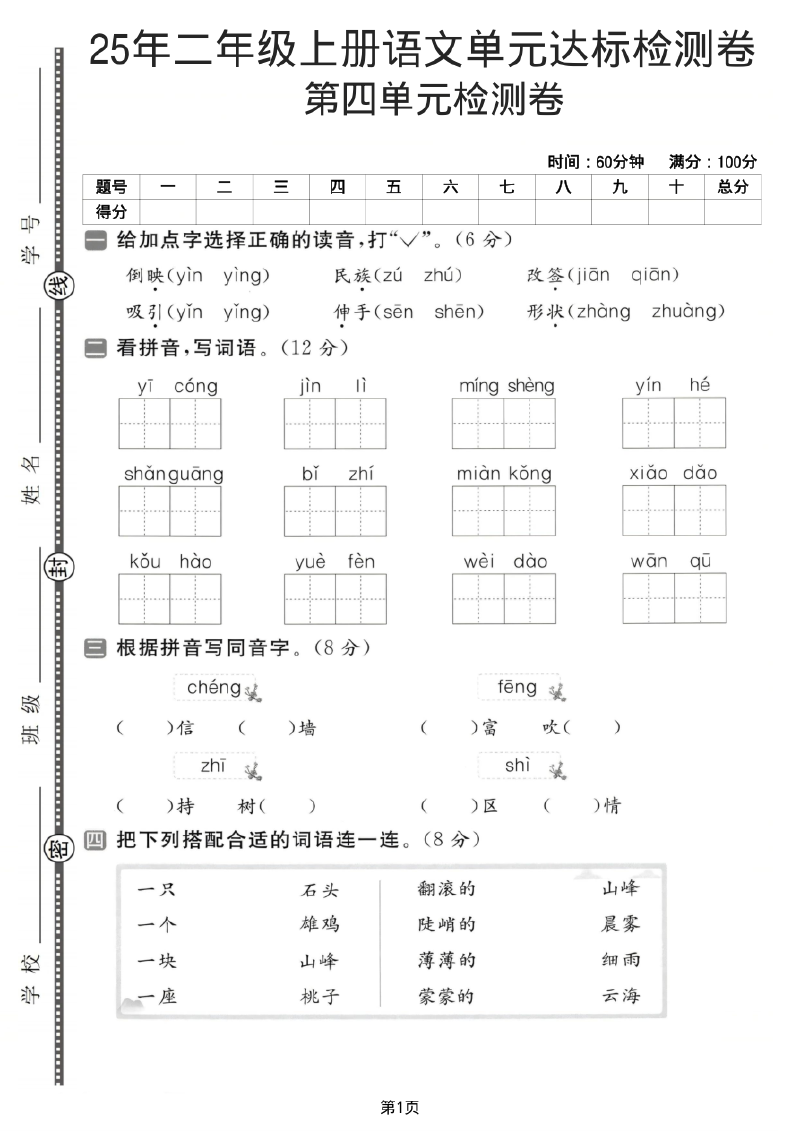 25年二年级上册语文单元达标检测卷
第四单元检测卷
时间：60分钟 满分：100分
题号 一 二 三 四 五 六 七 八 九 十 总分
得分
一 给加点字选择正确的读音,打“✓”。(6 分)
倒映(yìn yìng) 民族(zú zhú) 改签(jiān qiān)
吸引(yǐn yǐng) 伸手(sēn shēn) 形状(zhàng zhuàng)
二 看拼音,写词语。(12 分)
yī cóng jìn lì míng shèng yín hé
shǎn guāng bǐ zhí miàn kǒng xiǎo dǎo
kǒu hào yuè fèn wèi dào wān qū
三 根据拼音写同音字。(8 分)
chéng fēng
( )信 ( )墙 ( )富 吹( )
zhī shì
( )持 树( ) ( )区 ( )情
四 把下列搭配合适的词语连一连。(8 分)
一只 石头 翻滚的 山峰
一个 雄鸡 陡峭的 晨雾
一块 山峰 薄薄的 细雨
一座 桃子 蒙蒙的 云海
学号
线
姓名
封
班级
密
学校
第1页